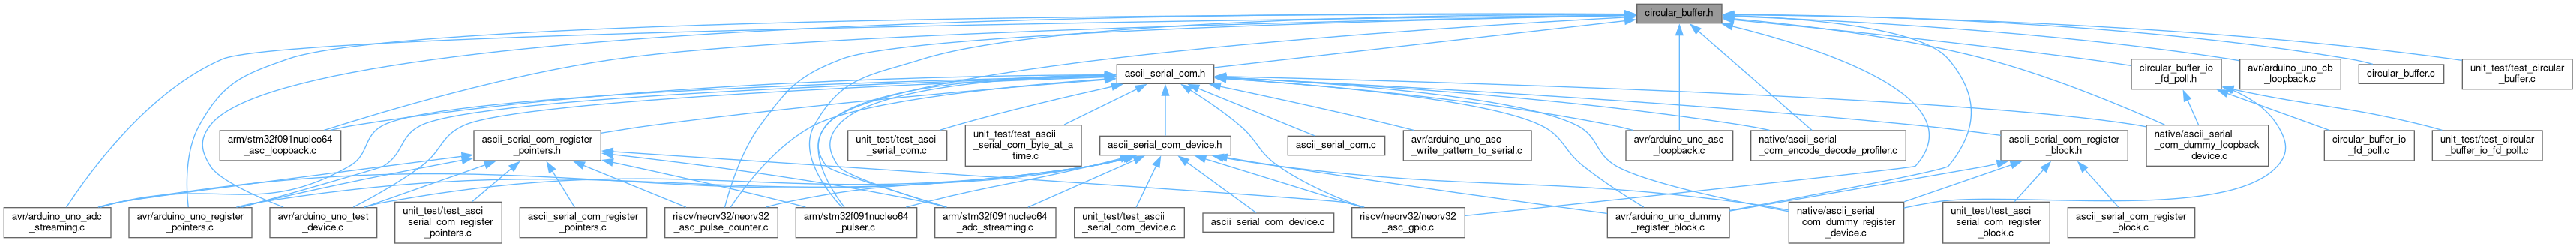 circular_buffer.h
ascii_serial_com.h
circular_buffer_io
_fd_poll.h
avr/arduino_uno_cb
_loopback.c
circular_buffer.c
unit_test/test_circular
_buffer.c
arm/stm32f091nucleo64
_asc_loopback.c
ascii_serial_com_register
_pointers.h
unit_test/test_ascii
_serial_com.c
unit_test/test_ascii
_serial_com_byte_at_a
_time.c
ascii_serial_com_device.h
ascii_serial_com.c
avr/arduino_uno_asc
_write_pattern_to_serial.c
avr/arduino_uno_asc
_loopback.c
native/ascii_serial
_com_encode_decode_profiler.c
ascii_serial_com_register
_block.h
native/ascii_serial
_com_dummy_loopback
_device.c
circular_buffer_io
_fd_poll.c
unit_test/test_circular
_buffer_io_fd_poll.c
avr/arduino_uno_adc
_streaming.c
avr/arduino_uno_register
_pointers.c
avr/arduino_uno_test
_device.c
unit_test/test_ascii
_serial_com_register
_pointers.c
ascii_serial_com_register
_pointers.c
riscv/neorv32/neorv32
_asc_pulse_counter.c
arm/stm32f091nucleo64
_pulser.c
arm/stm32f091nucleo64
_adc_streaming.c
unit_test/test_ascii
_serial_com_device.c
ascii_serial_com_device.c
riscv/neorv32/neorv32
_asc_gpio.c
avr/arduino_uno_dummy
_register_block.c
native/ascii_serial
_com_dummy_register
_device.c
unit_test/test_ascii
_serial_com_register
_block.c
ascii_serial_com_register
_block.c